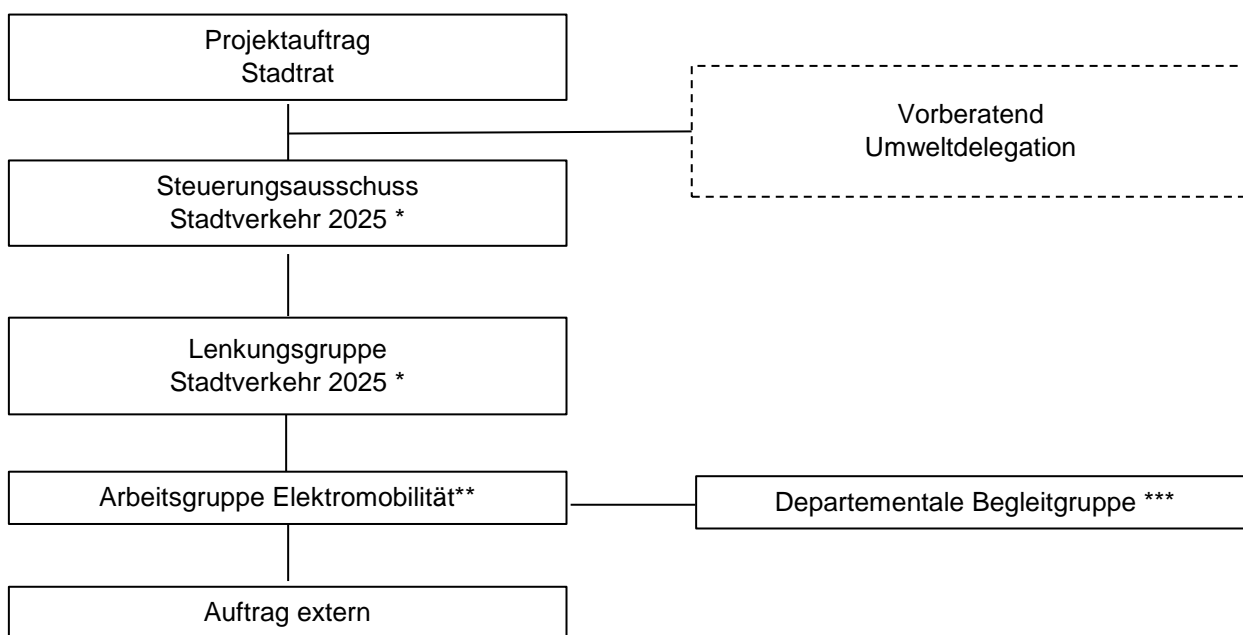 Projektauftrag
Stadtrat
Vorberatend
Umweltdelegation
Steuerungsausschuss
Stadtverkehr 2025 *
Lenkungsgruppe
Stadtverkehr 2025 *
Arbeitsgruppe Elektromobilität**
Departementale Begleitgruppe ***
Auftrag extern